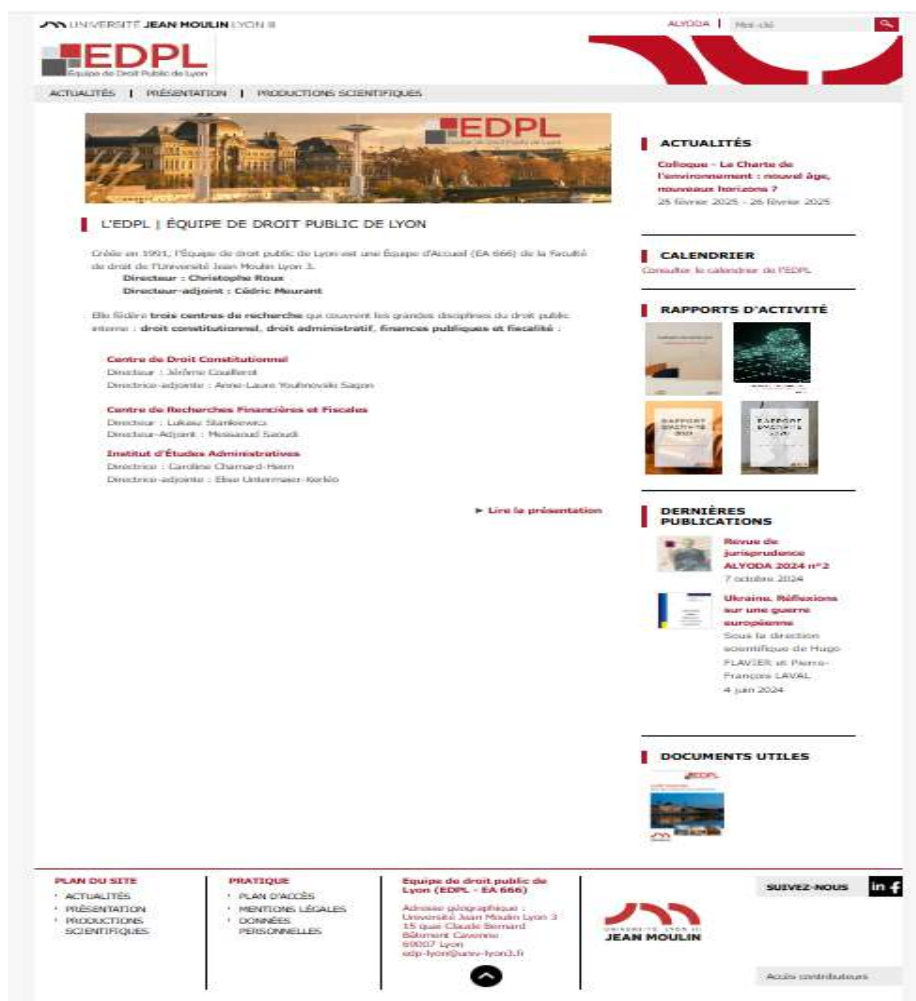 UNIVERSITÉ JEAN MOULIN LYON III
ALYODA | Mot-clé
EDPL
Équipe de Droit Public de Lyon
ACTUALITÉS | PRÉSENTATION | PRODUCTIONS SCIENTIFIQUES
EDPL
L'EDPL | ÉQUIPE DE DROIT PUBLIC DE LYON
Créée en 1991, l'Équipe de droit public de Lyon est une Équipe d'Accueil (EA 666) de la Faculté
de droit de l'Université Jean Moulin Lyon 3.
Directeur : Christophe Roux
Directeur-adjoint : Cédric Meurant
Elle fédère trois centres de recherche qui couvrent les grandes disciplines du droit public
interne : droit constitutionnel, droit administratif, finances publiques et fiscalité :
Centre de Droit Constitutionnel
Directeur : Jérôme Couillerot
Directrice-adjointe : Anne-Laure Youhnovski Sagon
Centre de Recherches Financières et Fiscales
Directeur : Lukasz Stankiewicz
Directeur-Adjoint : Messaoud Saoudi
Institut d'Études Administratives
Directrice : Caroline Chamard-Heim
Directrice-adjointe : Elise Untermaier-Kerléo
► Lire la présentation
ACTUALITÉS
Colloque - La Charte de
l'environnement : nouvel âge,
nouveaux horizons ?
25 février 2025 - 26 février 2025
CALENDRIER
Consulter le calendrier de l'EDPL
RAPPORTS D'ACTIVITÉ
RAPPORT
D'ACTIVITÉ
RAPPORT
D'ACTIVITÉ
DERNIÈRES
PUBLICATIONS
Revue de
jurisprudence
ALYODA 2024 n°2
7 octobre 2024
Ukraine. Réflexions
sur une guerre
européenne
Sous la direction
scientifique de Hugo
FLAVIER et Pierre-
François LAVAL
4 juin 2024
DOCUMENTS UTILES
EDPL
PLAN DU SITE
ACTUALITÉS
PRÉSENTATION
PRODUCTIONS
SCIENTIFIQUES
PRATIQUE
PLAN D'ACCÈS
MENTIONS LÉGALES
DONNÉES
PERSONNELLES
Equipe de droit public de
Lyon (EDPL - EA 666)
Adresse géographique :
Université Jean Moulin Lyon 3
15 quai Claude Bernard
Bâtiment Cavenne
69007 Lyon
edp-lyon@univ-lyon3.fr
UNIVERSITÉ LYON III
JEAN MOULIN
SUIVEZ-NOUS in f
Accès contributeurs